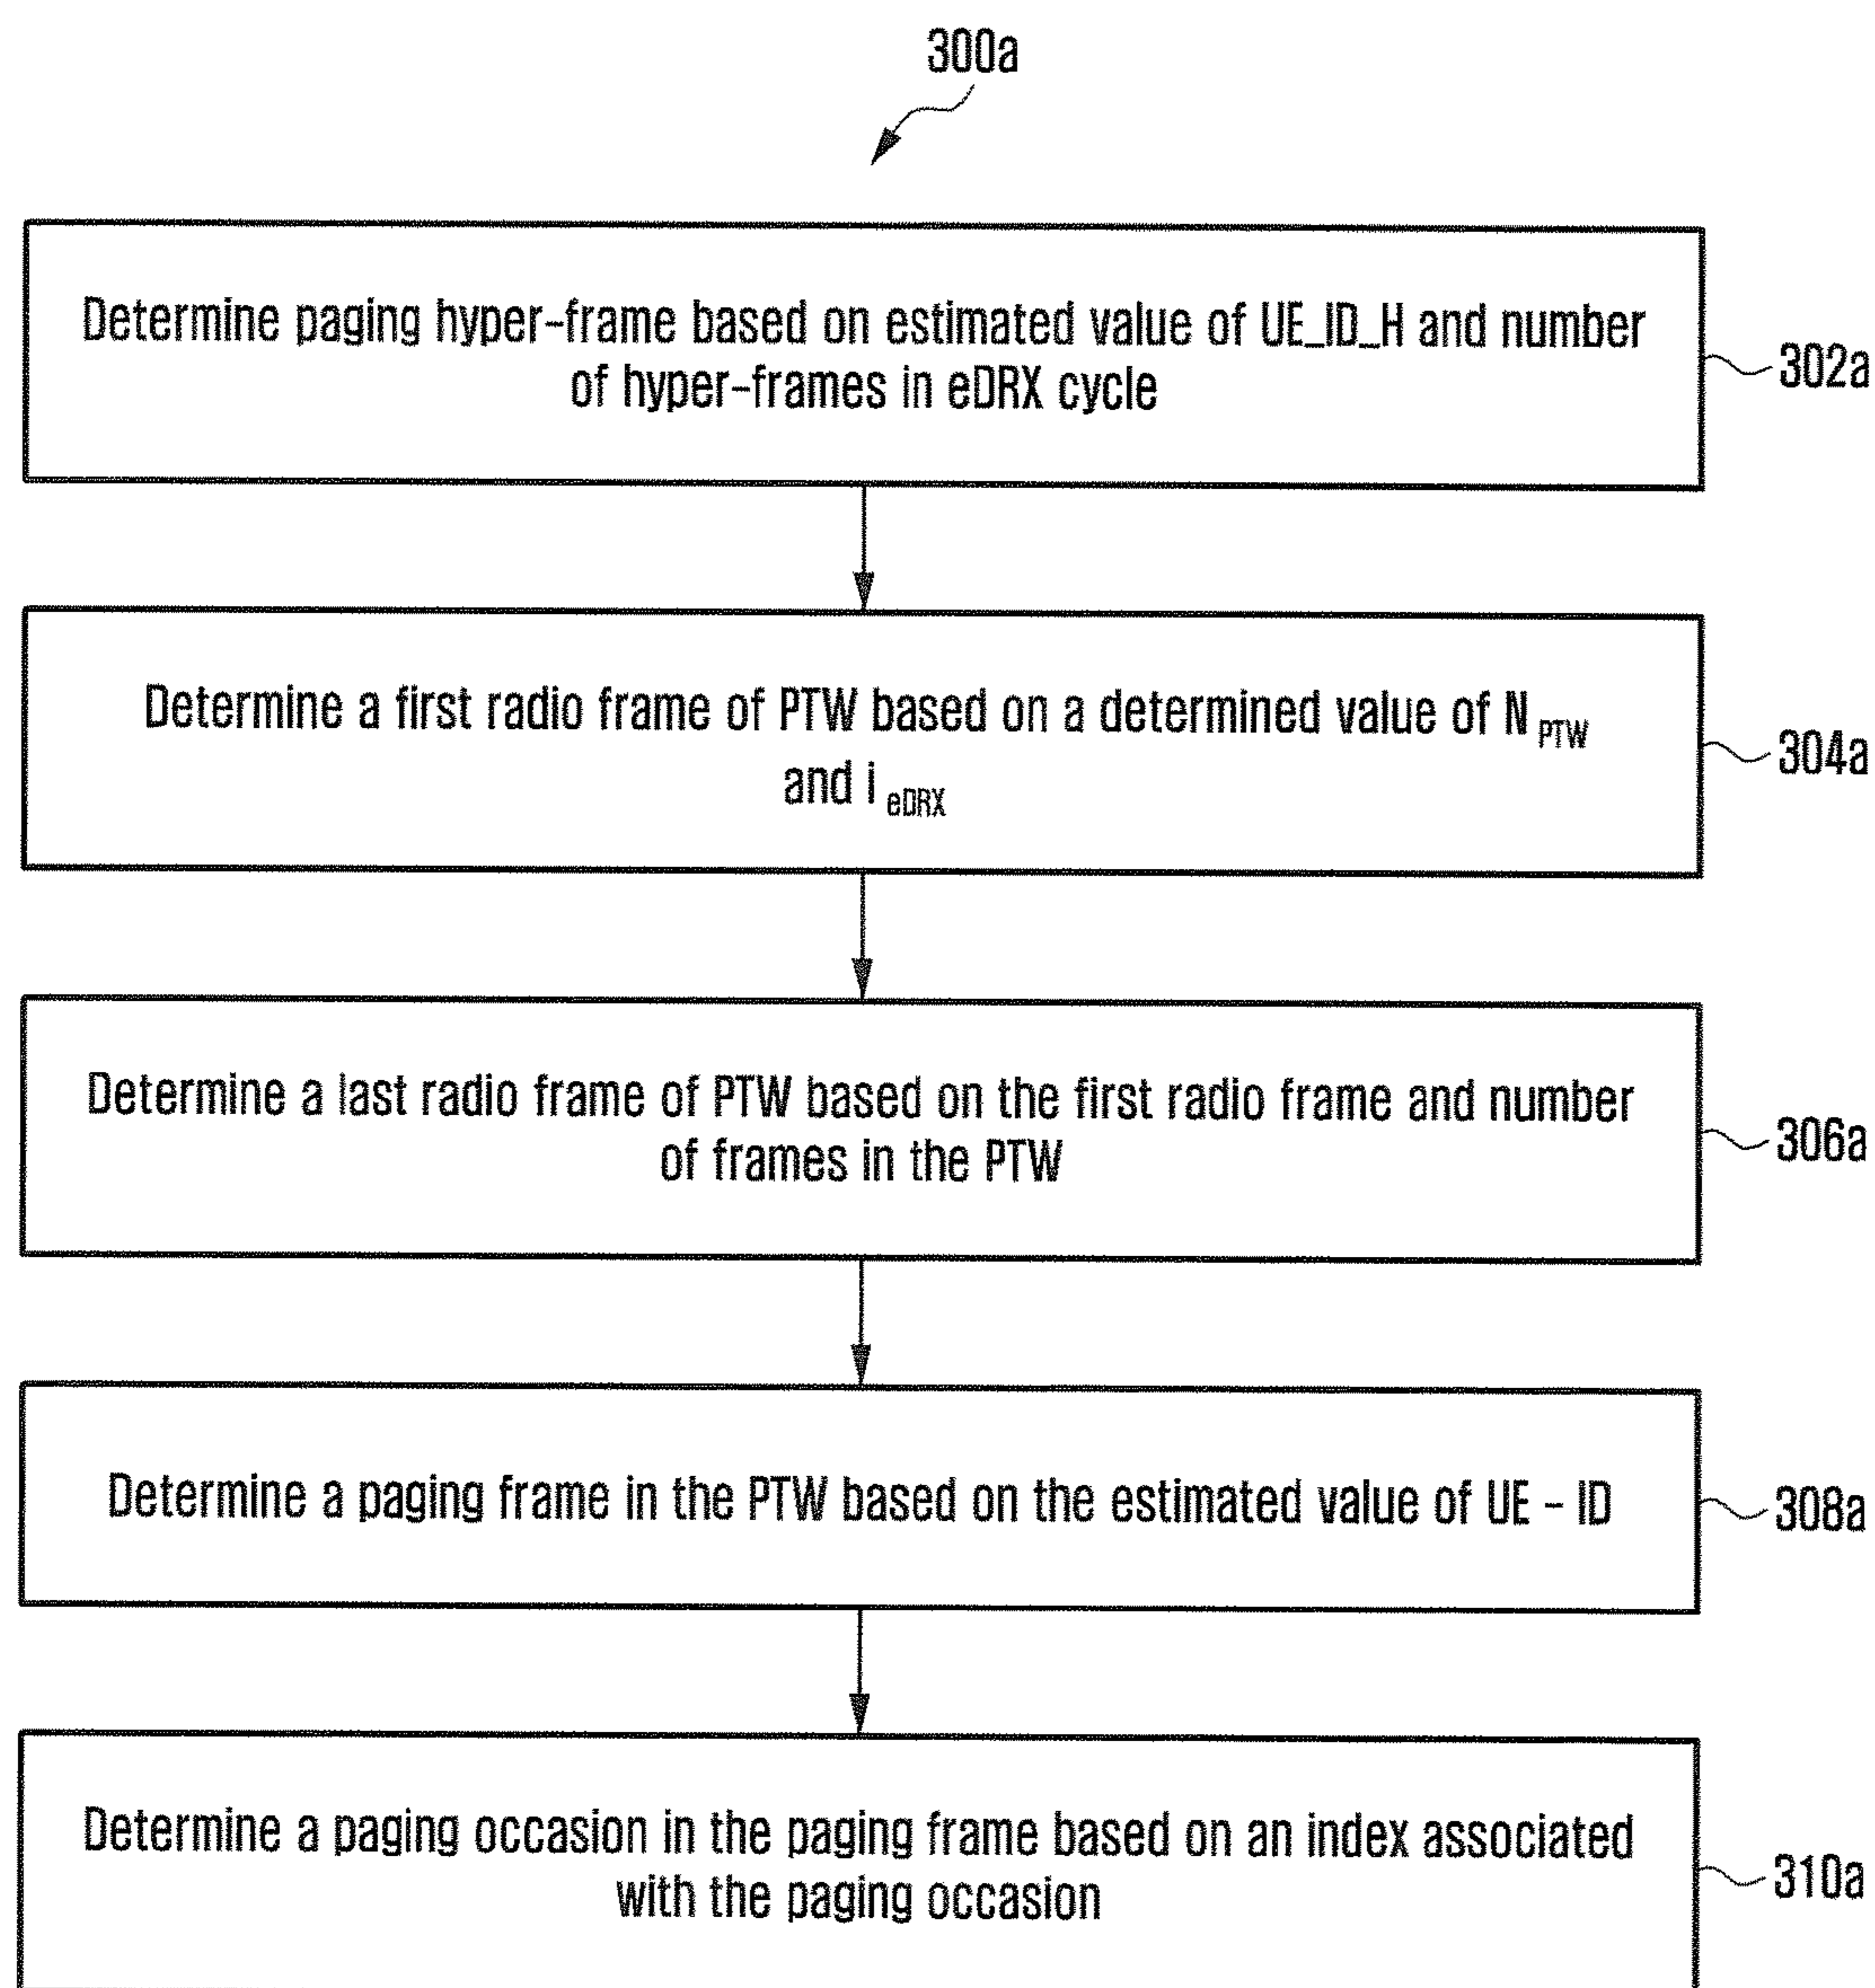 300a
Determine paging hyper-frame based on estimated value of UE_ID_H and number
of hyper-frames in eDRX cycle
302a
Determine a first radio frame of PTW based on a determined value of N PTW
and i eDRX
304a
Determine a last radio frame of PTW based on the first radio frame and number
of frames in the PTW
306a
Determine a paging frame in the PTW based on the estimated value of UE - ID
308a
Determine a paging occasion in the paging frame based on an index associated
with the paging occasion
310a